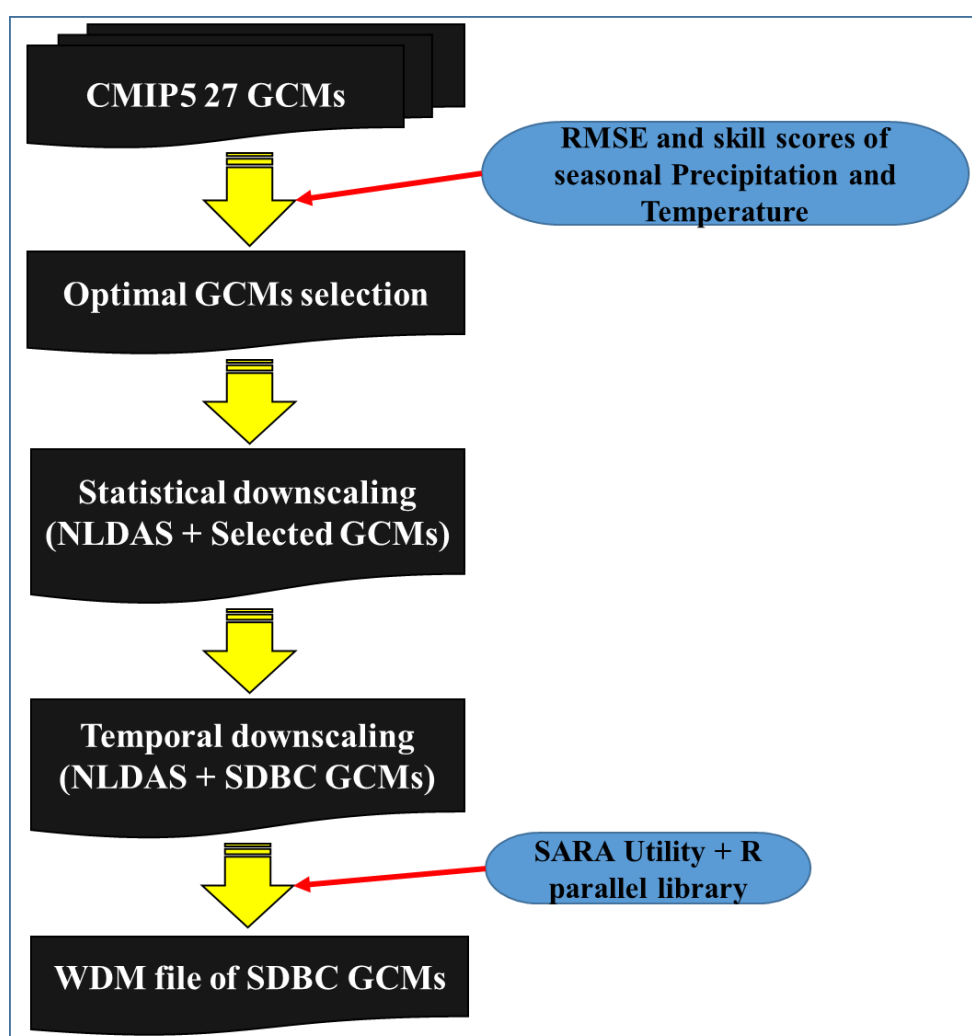 CMIP5 27 GCMs
RMSE and skill scores of
seasonal Precipitation and
Temperature
Optimal GCMs selection
Statistical downscaling
(NLDAS + Selected GCMs)
Temporal downscaling
(NLDAS + SDBC GCMs)
SARA Utility + R
parallel library
WDM file of SDBC GCMs